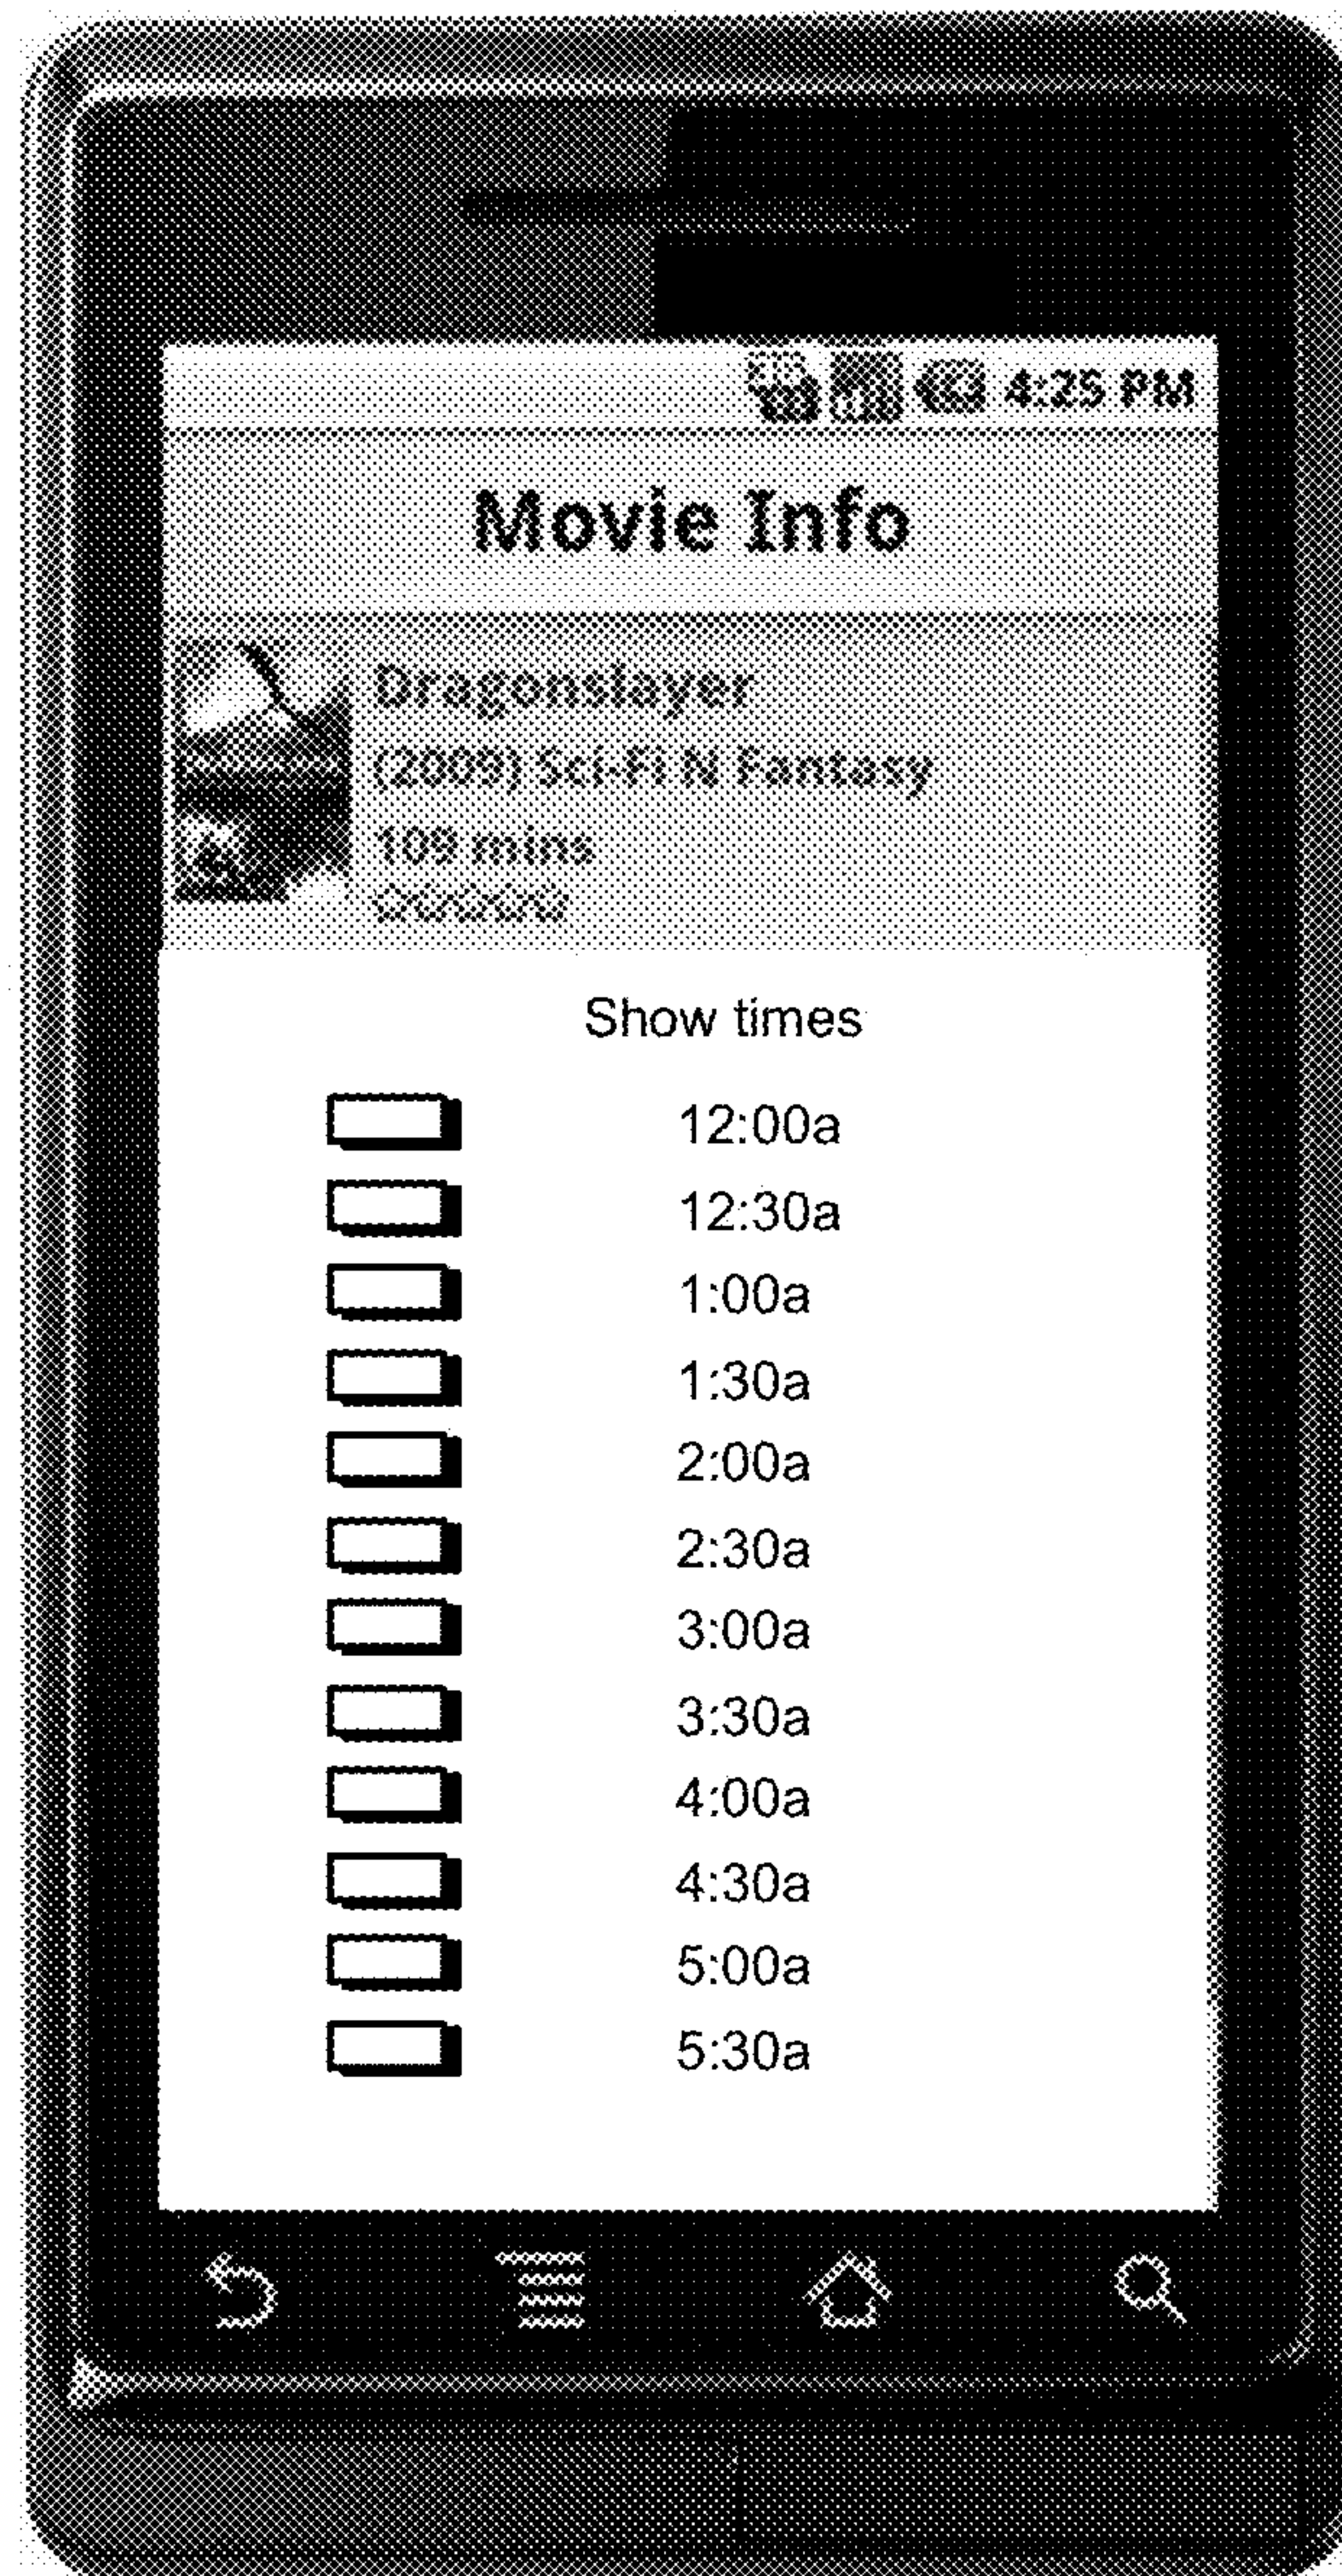 4:25 PM
Movie Info
Dragonslayer
(2009) Sci-Fi N Fantasy
109 mins
Show times
12:00a
12:30a
1:00a
1:30a
2:00a
2:30a
3:00a
3:30a
4:00a
4:30a
5:00a
5:30a